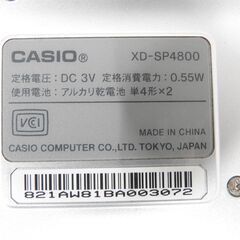 CASIO® XD-SP4800
定格電圧：DC 3V 定格消費電力：0.55W
使用電池：アルカリ乾電池 単4形×2
VCI
MADE IN CHINA
CASIO COMPUTER CO.,LTD. TOKYO, JAPAN
821AW81BA003072